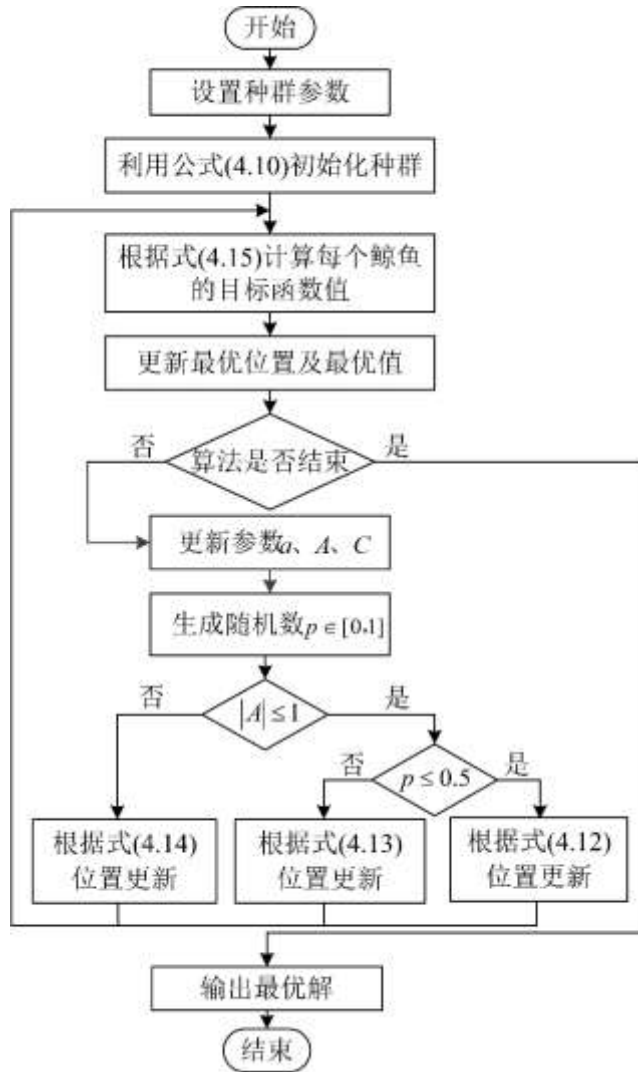 开始
设置种群参数
利用公式(4.10)初始化种群
根据式(4.15)计算每个鲸鱼
的目标函数值
更新最优位置及最优值
否
算法是否结束
是
更新参数a、A、C
生成随机数p∈[0,1]
否
|A|≤1
是
否
p≤0.5
是
根据式(4.14)
位置更新
根据式(4.13)
位置更新
根据式(4.12)
位置更新
输出最优解
结束